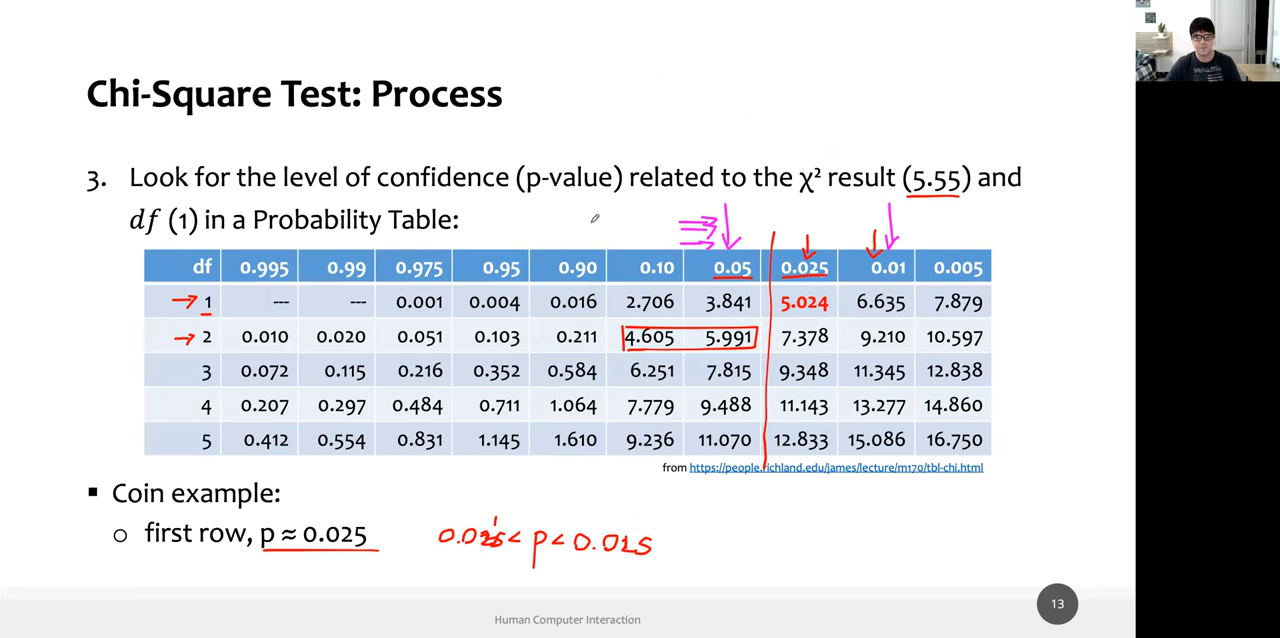 Chi-Square Test: Process
3. Look for the level of confidence (p-value) related to the χ² result (5.55) and
df (1) in a Probability Table:
df 0.995 0.99 0.975 0.95 0.90 0.10 0.05 0.025 0.01 0.005
1 --- --- 0.001 0.004 0.016 2.706 3.841 5.024 6.635 7.879
2 0.010 0.020 0.051 0.103 0.211 4.605 5.991 7.378 9.210 10.597
3 0.072 0.115 0.216 0.352 0.584 6.251 7.815 9.348 11.345 12.838
4 0.207 0.297 0.484 0.711 1.064 7.779 9.488 11.143 13.277 14.860
5 0.412 0.554 0.831 1.145 1.610 9.236 11.070 12.833 15.086 16.750
from https://people.richland.edu/james/lecture/m170/tbl-chi.html
▪ Coin example:
○ first row, p ≈ 0.025
< p < 0.025
13
Human Computer Interaction